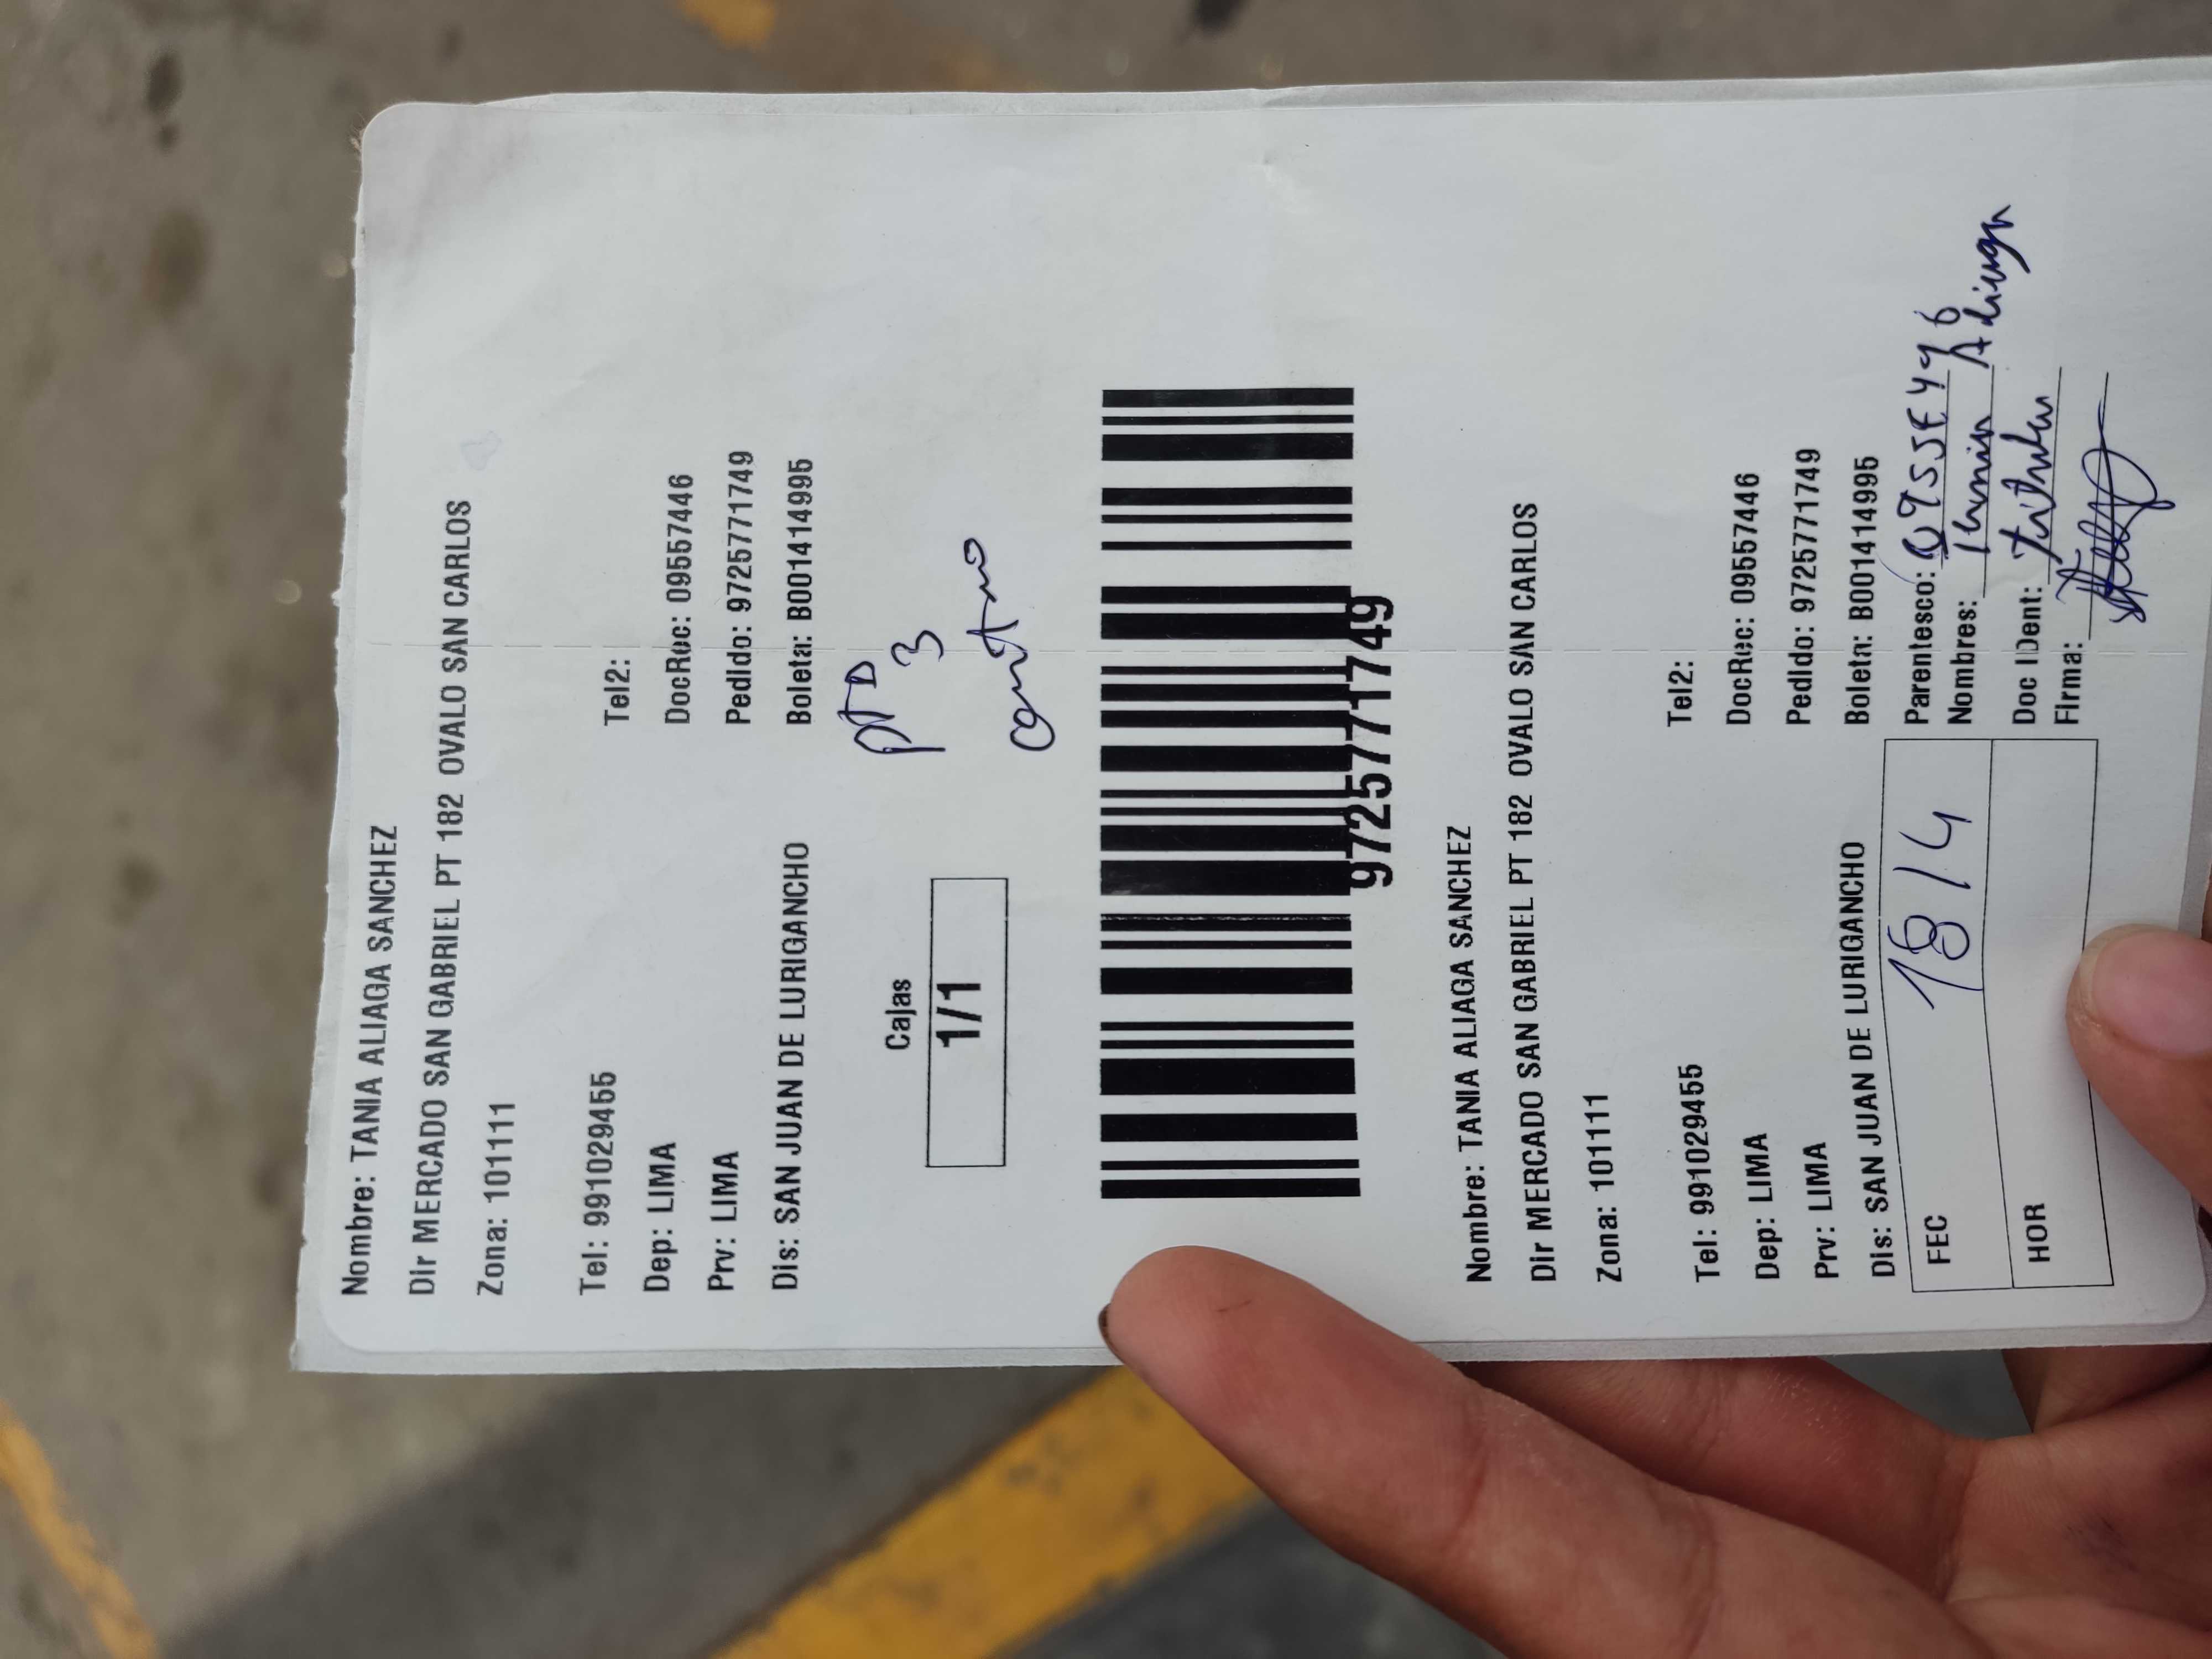 Nombre: TANIA ALIAGA SANCHEZ
Dir MERCADO SAN GABRIEL PT 182 OVALO SAN CARLOS
Zona: 101111
Tel: 991029455 Tel2:
Dep: LIMA DocRec: 09557446
Prv: LIMA Pedido: 9725771749
Dis: SAN JUAN DE LURIGANCHO Boleta: B001414995
Cajas
1/1
3
9725771749
Nombre: TANIA ALIAGA SANCHEZ
Dir MERCADO SAN GABRIEL PT 182 OVALO SAN CARLOS
Zona: 101111
Tel: 991029455 Tel2:
Dep: LIMA DocRec: 09557446
Prv: LIMA Pedido: 9725771749
Dis: SAN JUAN DE LURIGANCHO Boleta: B001414995
FEC 18/4 Parentesco:
Nombres: Aliaga
HOR Doc IDent: Titular
Firma: